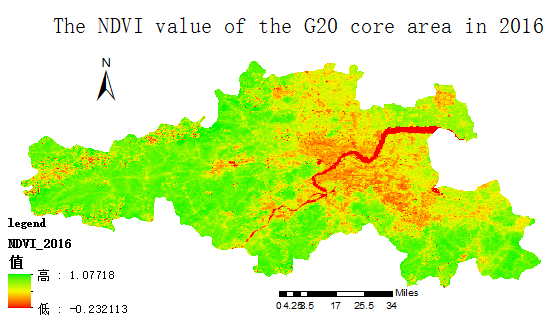 The NDVI value of the G20 core area in 2016
N
legend
NDVI_2016
值
高 : 1.07718
低 : -0.232113
Miles
0 4.25 8.5 17 25.5 34